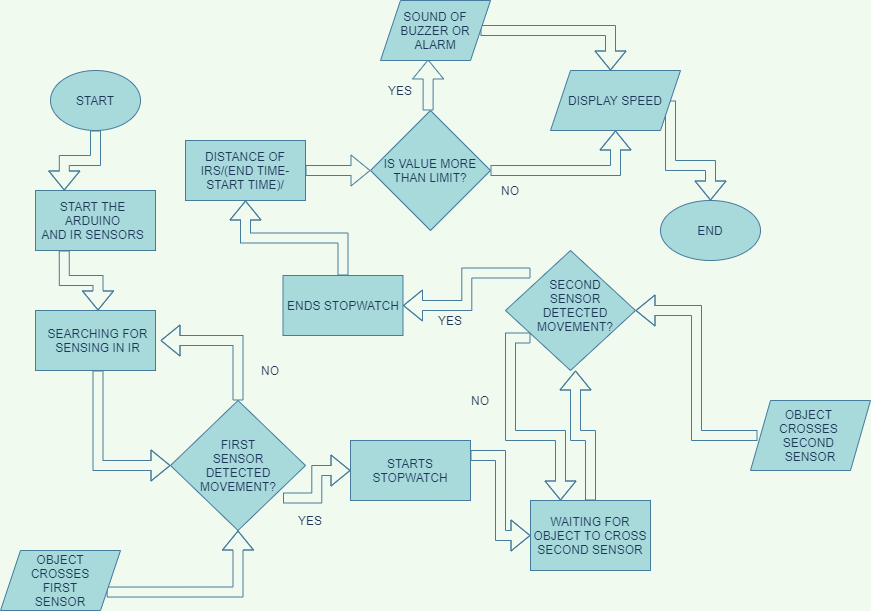 START
START THE
ARDUINO
AND IR SENSORS
SEARCHING FOR
SENSING IN IR
NO
FIRST
SENSOR
DETECTED
MOVEMENT?
YES
OBJECT
CROSSES
FIRST
SENSOR
STARTS
STOPWATCH
WAITING FOR
OBJECT TO CROSS
SECOND SENSOR
NO
SECOND
SENSOR
DETECTED
MOVEMENT?
OBJECT
CROSSES
SECOND
SENSOR
YES
ENDS STOPWATCH
DISTANCE OF
IRS/(END TIME-
START TIME)/
IS VALUE MORE
THAN LIMIT?
YES
SOUND OF
BUZZER OR
ALARM
NO
DISPLAY SPEED
END